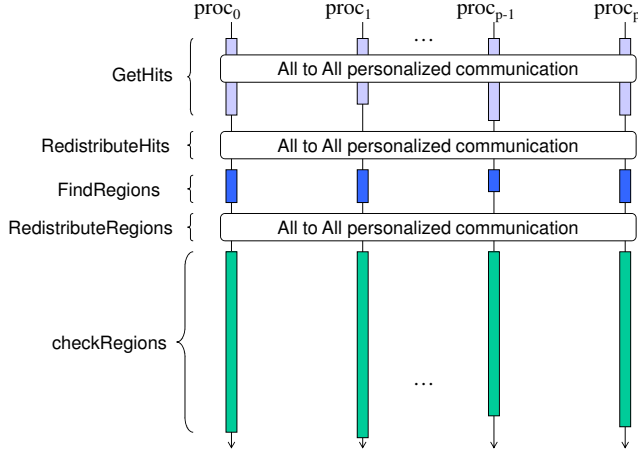 proc0 proc1 procp-1 procp
…
GetHits All to All personalized communication
RedistributeHits All to All personalized communication
FindRegions
RedistributeRegions All to All personalized communication
checkRegions
…